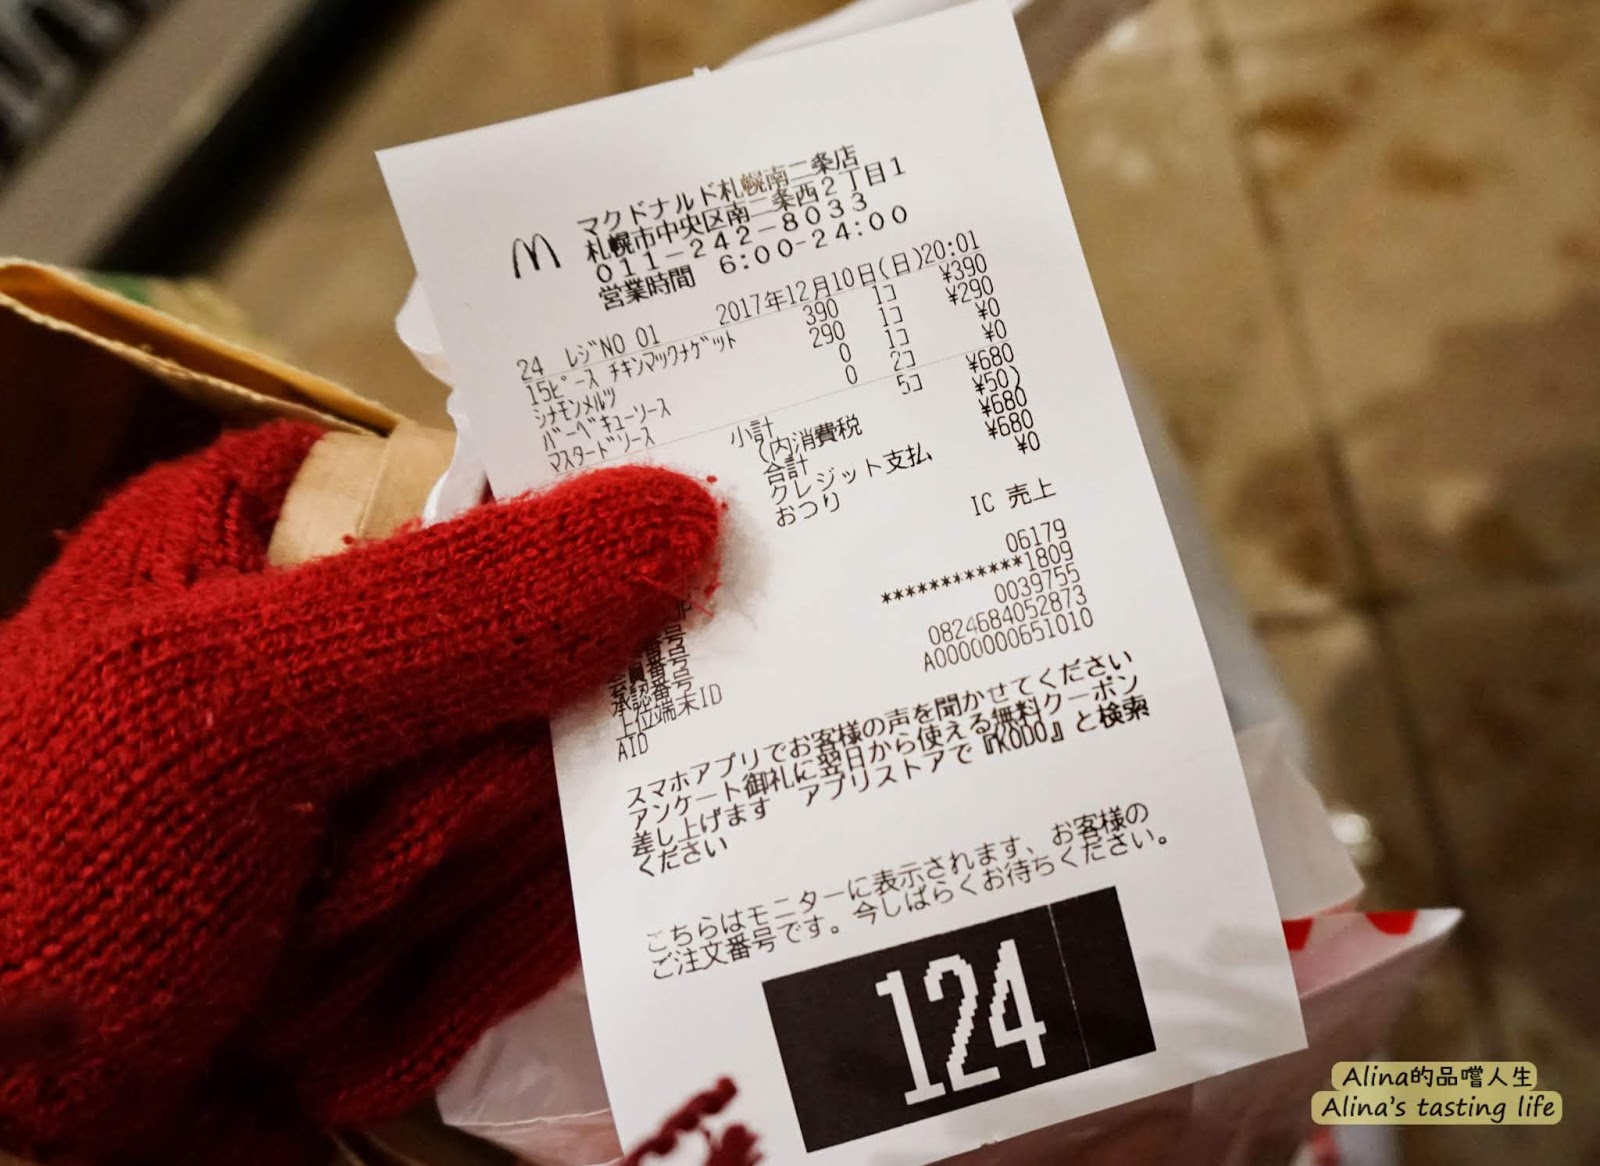 マクドナルド札幌南二条店
札幌市中央区南二条西2丁目1
011-242-8033
営業時間 6:00-24:00
2017年12月10日(日)20:01
24 レジNO 01
15ピース チキンマックナゲット 390 1コ ¥390
シナモンメルツ 290 1コ ¥290
バーベキューソース 0 1コ ¥0
マスタードソース 0 2コ ¥0
小計 5コ ¥680
(内消費税 ¥50)
合計 ¥680
クレジット支払 ¥680
おつり ¥0
IC 売上
06179
************1809
承認番号 0039755
上位端末ID 0824684052873
AID A0000000651010
スマホアプリでお客様の声を聞かせてください
アンケート御礼に翌日から使える無料クーポン
差し上げます アプリストアで『KODO』と検索
ください
こちらはモニターに表示されます、お客様の
ご注文番号です。今しばらくお待ちください。
124
Alina的品嚐人生
Alina's tasting life